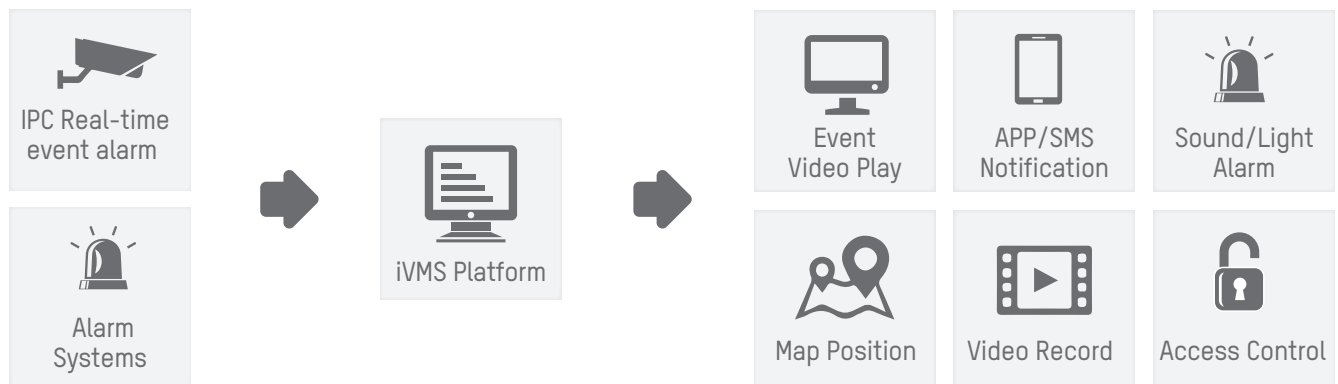 IPC Real-time
event alarm
Alarm
Systems
iVMS Platform
Event
Video Play
APP/SMS
Notification
Sound/Light
Alarm
Map Position
Video Record
Access Control